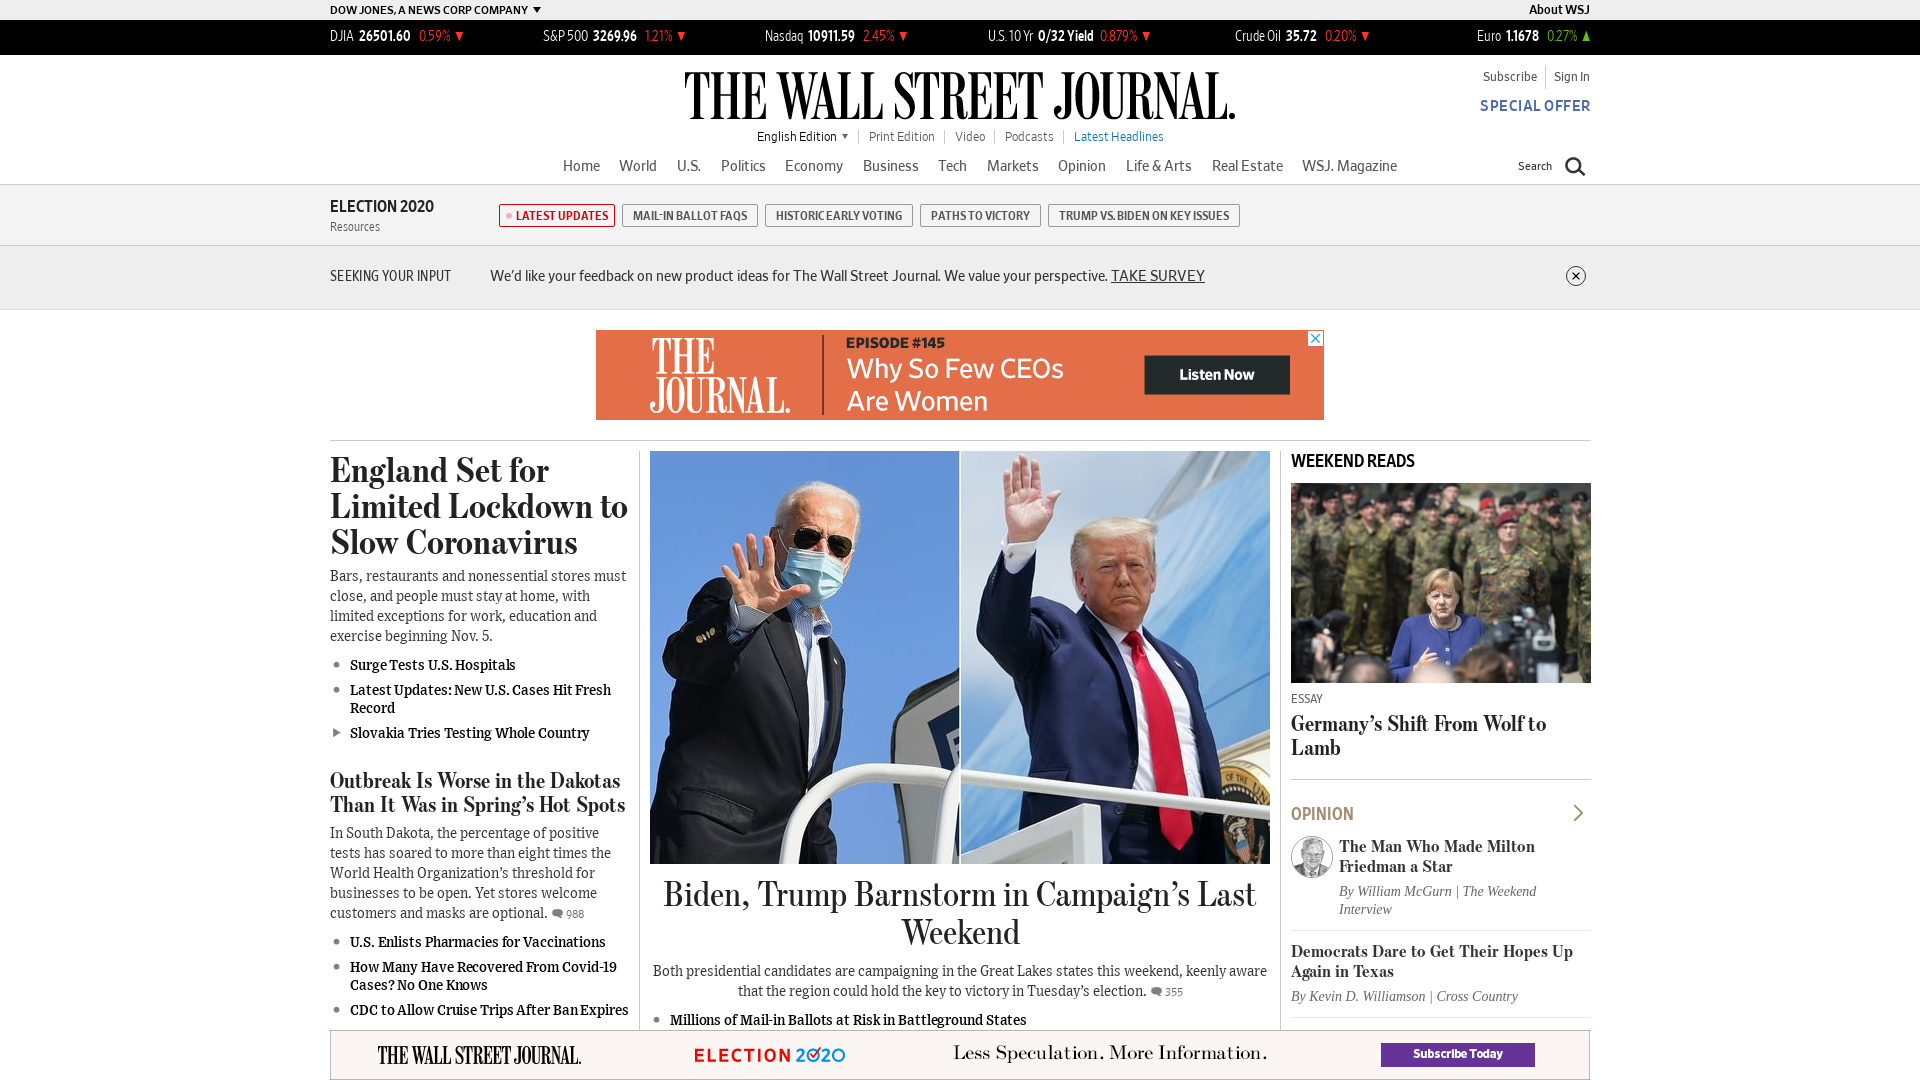 DOW JONES, A NEWS CORP COMPANY
About WSJ
DJIA 26501.60 0.59%
S&P 500 3269.96 1.21%
Nasdaq 10911.59 2.45%
U.S. 10 Yr 0/32 Yield 0.879%
Crude Oil 35.72 0.20%
Euro 1.1678 0.27%
THE WALL STREET JOURNAL.
Subscribe
Sign In
SPECIAL OFFER
English Edition
Print Edition
Video
Podcasts
Latest Headlines
Home
World
U.S.
Politics
Economy
Business
Tech
Markets
Opinion
Life & Arts
Real Estate
WSJ. Magazine
Search
ELECTION 2020
Resources
LATEST UPDATES
MAIL-IN BALLOT FAQS
HISTORIC EARLY VOTING
PATHS TO VICTORY
TRUMP VS. BIDEN ON KEY ISSUES
SEEKING YOUR INPUT
We’d like your feedback on new product ideas for The Wall Street Journal. We value your perspective. TAKE SURVEY
THE
JOURNAL.
EPISODE #145
Why So Few CEOs
Are Women
Listen Now
England Set for
Limited Lockdown to
Slow Coronavirus
Bars, restaurants and nonessential stores must
close, and people must stay at home, with
limited exceptions for work, education and
exercise beginning Nov. 5.
Surge Tests U.S. Hospitals
Latest Updates: New U.S. Cases Hit Fresh
Record
Slovakia Tries Testing Whole Country
Outbreak Is Worse in the Dakotas
Than It Was in Spring’s Hot Spots
In South Dakota, the percentage of positive
tests has soared to more than eight times the
World Health Organization’s threshold for
businesses to be open. Yet stores welcome
customers and masks are optional. 988
U.S. Enlists Pharmacies for Vaccinations
How Many Have Recovered From Covid-19
Cases? No One Knows
CDC to Allow Cruise Trips After Ban Expires
Biden, Trump Barnstorm in Campaign’s Last
Weekend
Both presidential candidates are campaigning in the Great Lakes states this weekend, keenly aware
that the region could hold the key to victory in Tuesday’s election. 355
Millions of Mail-in Ballots at Risk in Battleground States
WEEKEND READS
ESSAY
Germany’s Shift From Wolf to
Lamb
OPINION
The Man Who Made Milton
Friedman a Star
By William McGurn | The Weekend
Interview
Democrats Dare to Get Their Hopes Up
Again in Texas
By Kevin D. Williamson | Cross Country
THE WALL STREET JOURNAL.
ELECTION 2020
Less Speculation. More Information.
Subscribe Today